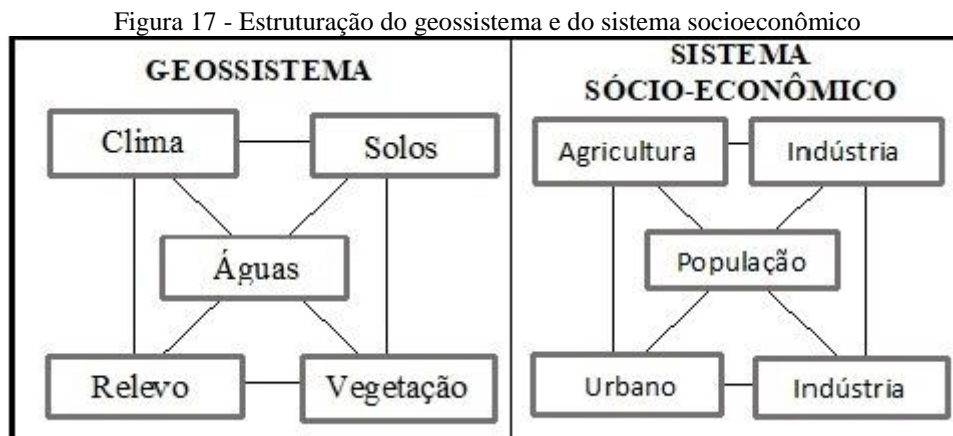 Figura 17 - Estruturação do geossistema e do sistema socioeconômico
GEOSSISTEMA
Clima
Solos
Águas
Relevo
Vegetação
SISTEMA
SÓCIO-ECONÔMICO
Agricultura
Indústria
População
Urbano
Indústria